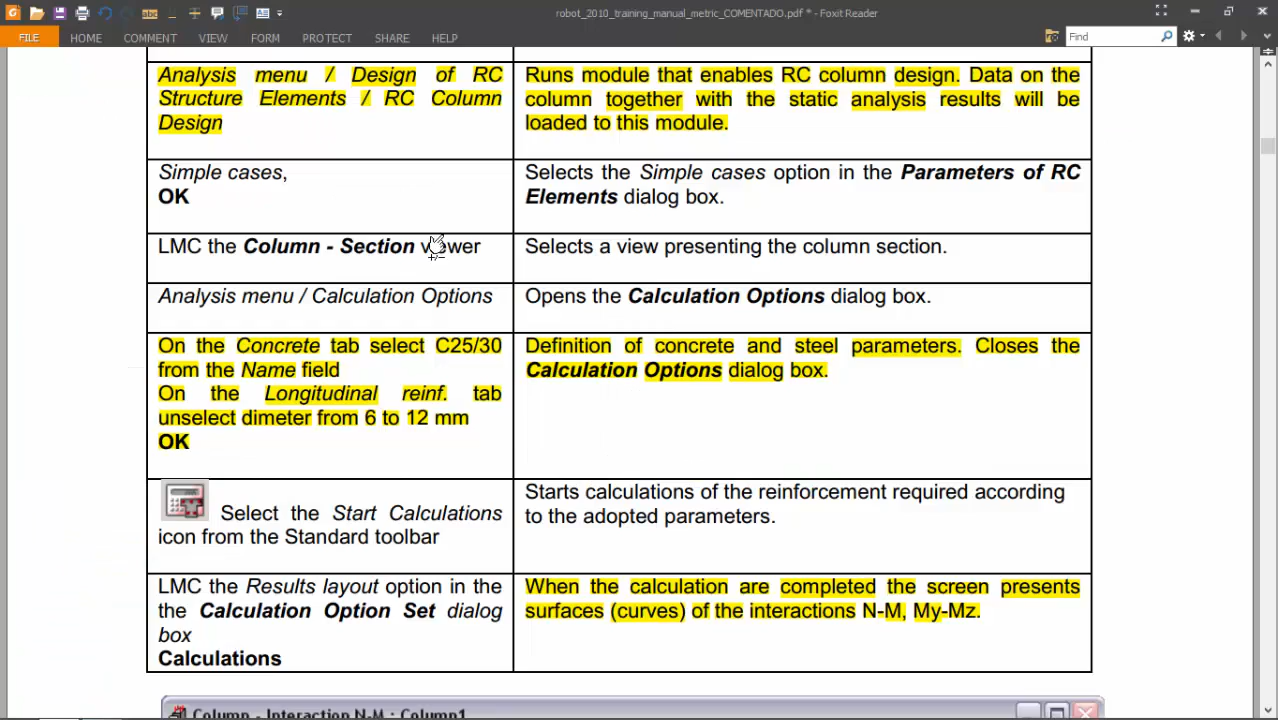 robot_2010_training_manual_metric_COMENTADO.pdf * - Foxit Reader
FILE HOME COMMENT VIEW FORM PROTECT SHARE HELP Find
Analysis menu / Design of RC
Structure Elements / RC Column
Design
Runs module that enables RC column design. Data on the
column together with the static analysis results will be
loaded to this module.
Simple cases,
OK
Selects the Simple cases option in the Parameters of RC
Elements dialog box.
LMC the Column - Section viewer
Selects a view presenting the column section.
Analysis menu / Calculation Options
Opens the Calculation Options dialog box.
On the Concrete tab select C25/30
from the Name field
On the Longitudinal reinf. tab
unselect dimeter from 6 to 12 mm
OK
Definition of concrete and steel parameters. Closes the
Calculation Options dialog box.
Select the Start Calculations
icon from the Standard toolbar
Starts calculations of the reinforcement required according
to the adopted parameters.
LMC the Results layout option in the
the Calculation Option Set dialog
box
Calculations
When the calculation are completed the screen presents
surfaces (curves) of the interactions N-M, My-Mz.
Column - Interaction N-M : Column1